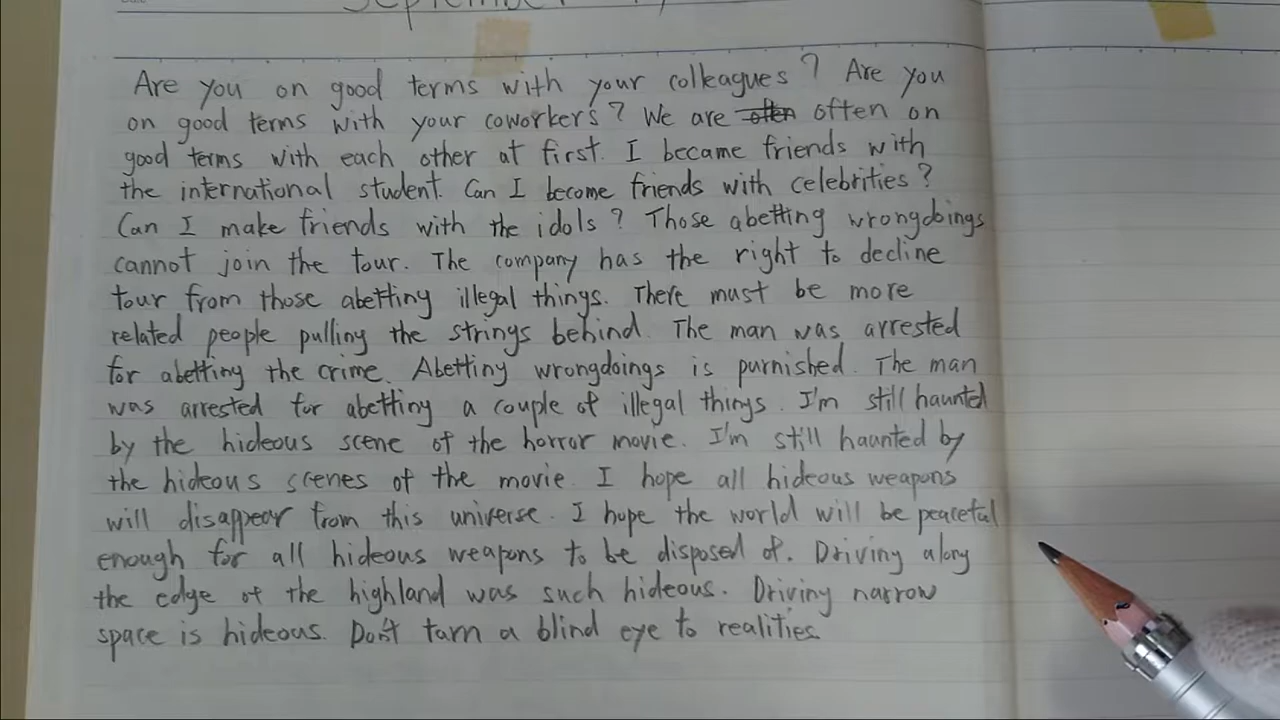 September
Are you on good terms with your colleagues? Are you
on good terms with your coworkers? We are often often on
good terms with each other at first. I became friends with
the international student. Can I become friends with celebrities?
Can I make friends with the idols? Those abetting wrongdoings
cannot join the tour. The company has the right to decline
tour from those abetting illegal things. There must be more
related people pulling the strings behind. The man was arrested
for abetting the crime. Abetting wrongdoings is purnished. The man
was arrested for abetting a couple of illegal things. I'm still haunted
by the hideous scene of the horror movie. I'm still haunted by
the hideous scenes of the movie. I hope all hideous weapons
will disappear from this universe. I hope the world will be peaceful
enough for all hideous weapons to be disposed of. Driving along
the edge of the highland was such hideous. Driving narrow
space is hideous. Don't turn a blind eye to realities.